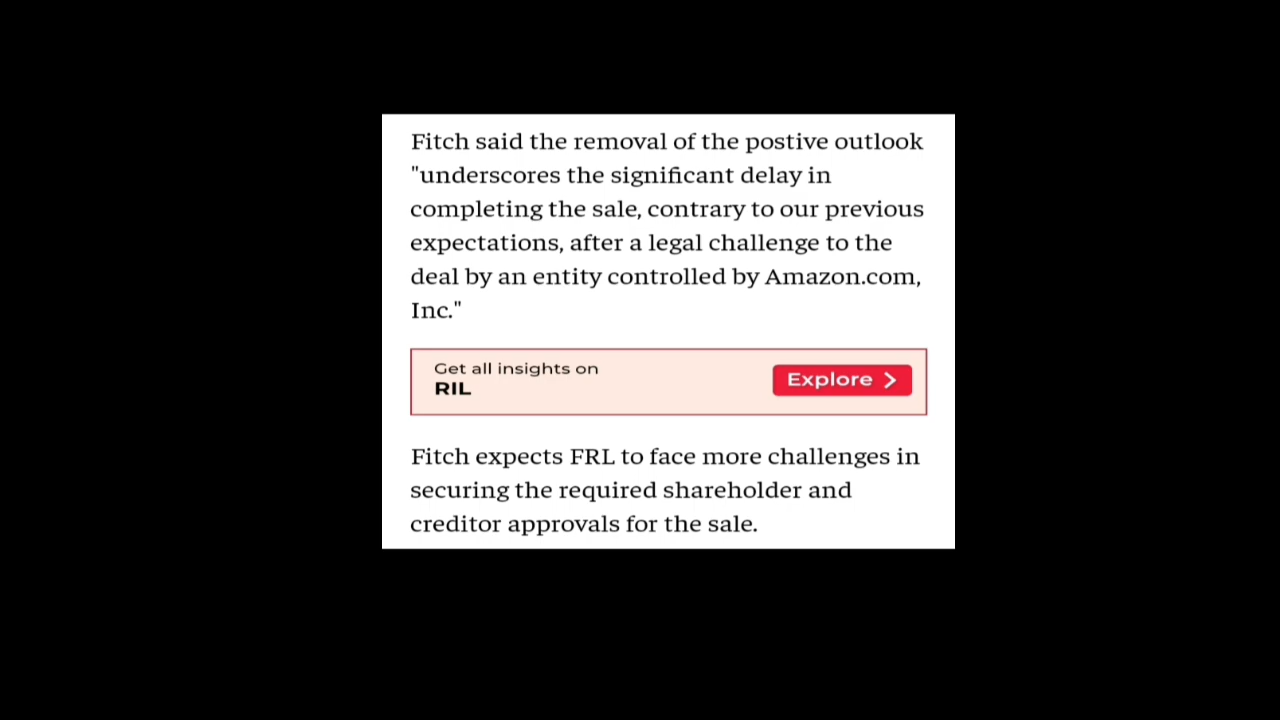 Fitch said the removal of the postive outlook
"underscores the significant delay in
completing the sale, contrary to our previous
expectations, after a legal challenge to the
deal by an entity controlled by Amazon.com,
Inc."
Get all insights on
RIL
Explore >
Fitch expects FRL to face more challenges in
securing the required shareholder and
creditor approvals for the sale.